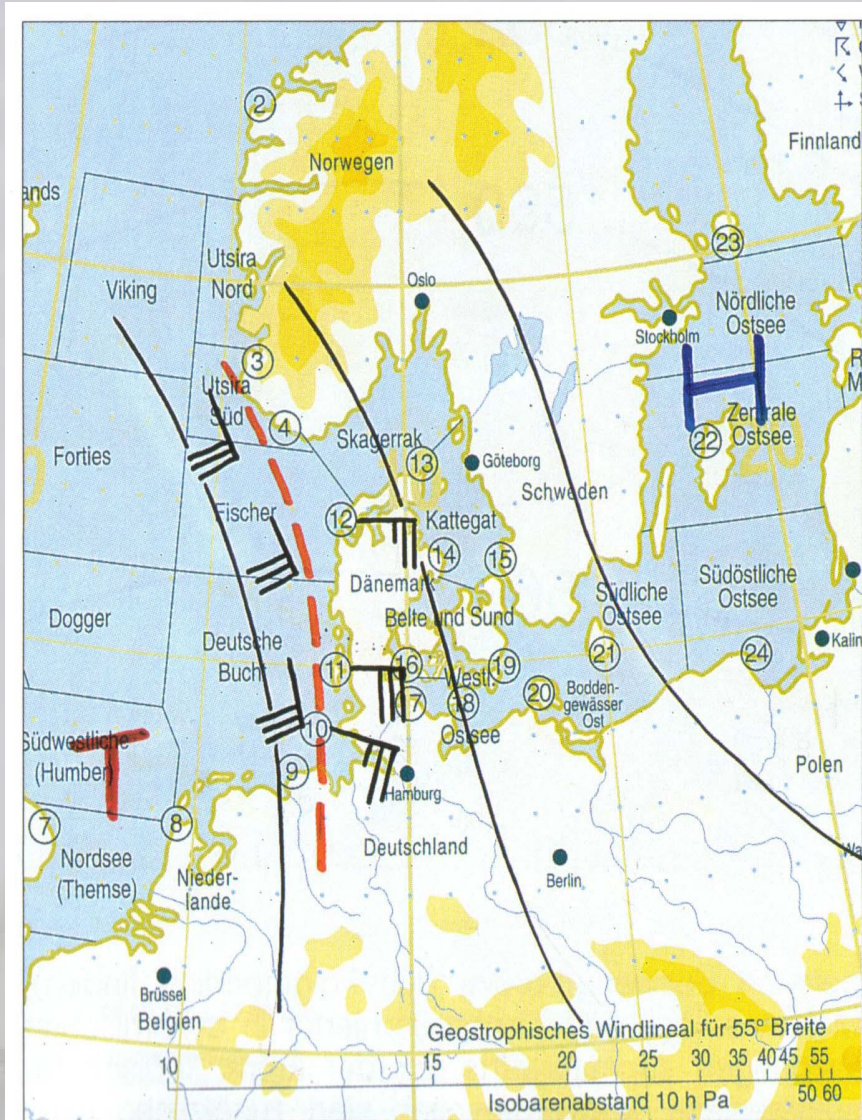 2
Norwegen
Finnland
ands
23
Utsira
Nord
Viking
Oslo
Nördliche
Ostsee
Stockholm
3
Utsira
Süd
H
R
M
4
Skagerrak
Zentrale
Ostsee
22
20
Forties
13
Göteborg
Schweden
Fischer
12
Kattegat
14
15
Dänemark
Südliche
Ostsee
Südöstliche
Ostsee
Dogger
Belte und Sund
Deutsche
Bucht
11
16
Westl.
Ostsee
19
21
24
Kalin
17
18
20
Bodden-
gewässer
Ost
10
T
Südwestliche
(Humber)
9
Hamburg
Polen
7
8
Nordsee
(Themse)
Nieder-
lande
Deutschland
Berlin
Wa
Brüssel
Belgien
Geostrophisches Windlineal für 55° Breite
10 15 20 25 30 35 40 45 55
50 60
Isobarenabstand 10 h Pa